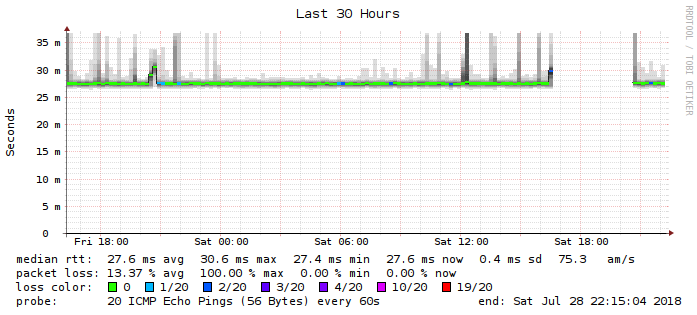 Last 30 Hours
RRDTOOL / TOBI OETIKER
Seconds
35 m
30 m
25 m
20 m
15 m
10 m
5 m
0
Fri 18:00 Sat 00:00 Sat 06:00 Sat 12:00 Sat 18:00
median rtt: 27.6 ms avg 30.6 ms max 27.4 ms min 27.6 ms now 0.4 ms sd 75.3 am/s
packet loss: 13.37 % avg 100.00 % max 0.00 % min 0.00 % now
loss color: 0 1/20 2/20 3/20 4/20 10/20 19/20
probe: 20 ICMP Echo Pings (56 Bytes) every 60s end: Sat Jul 28 22:15:04 2018